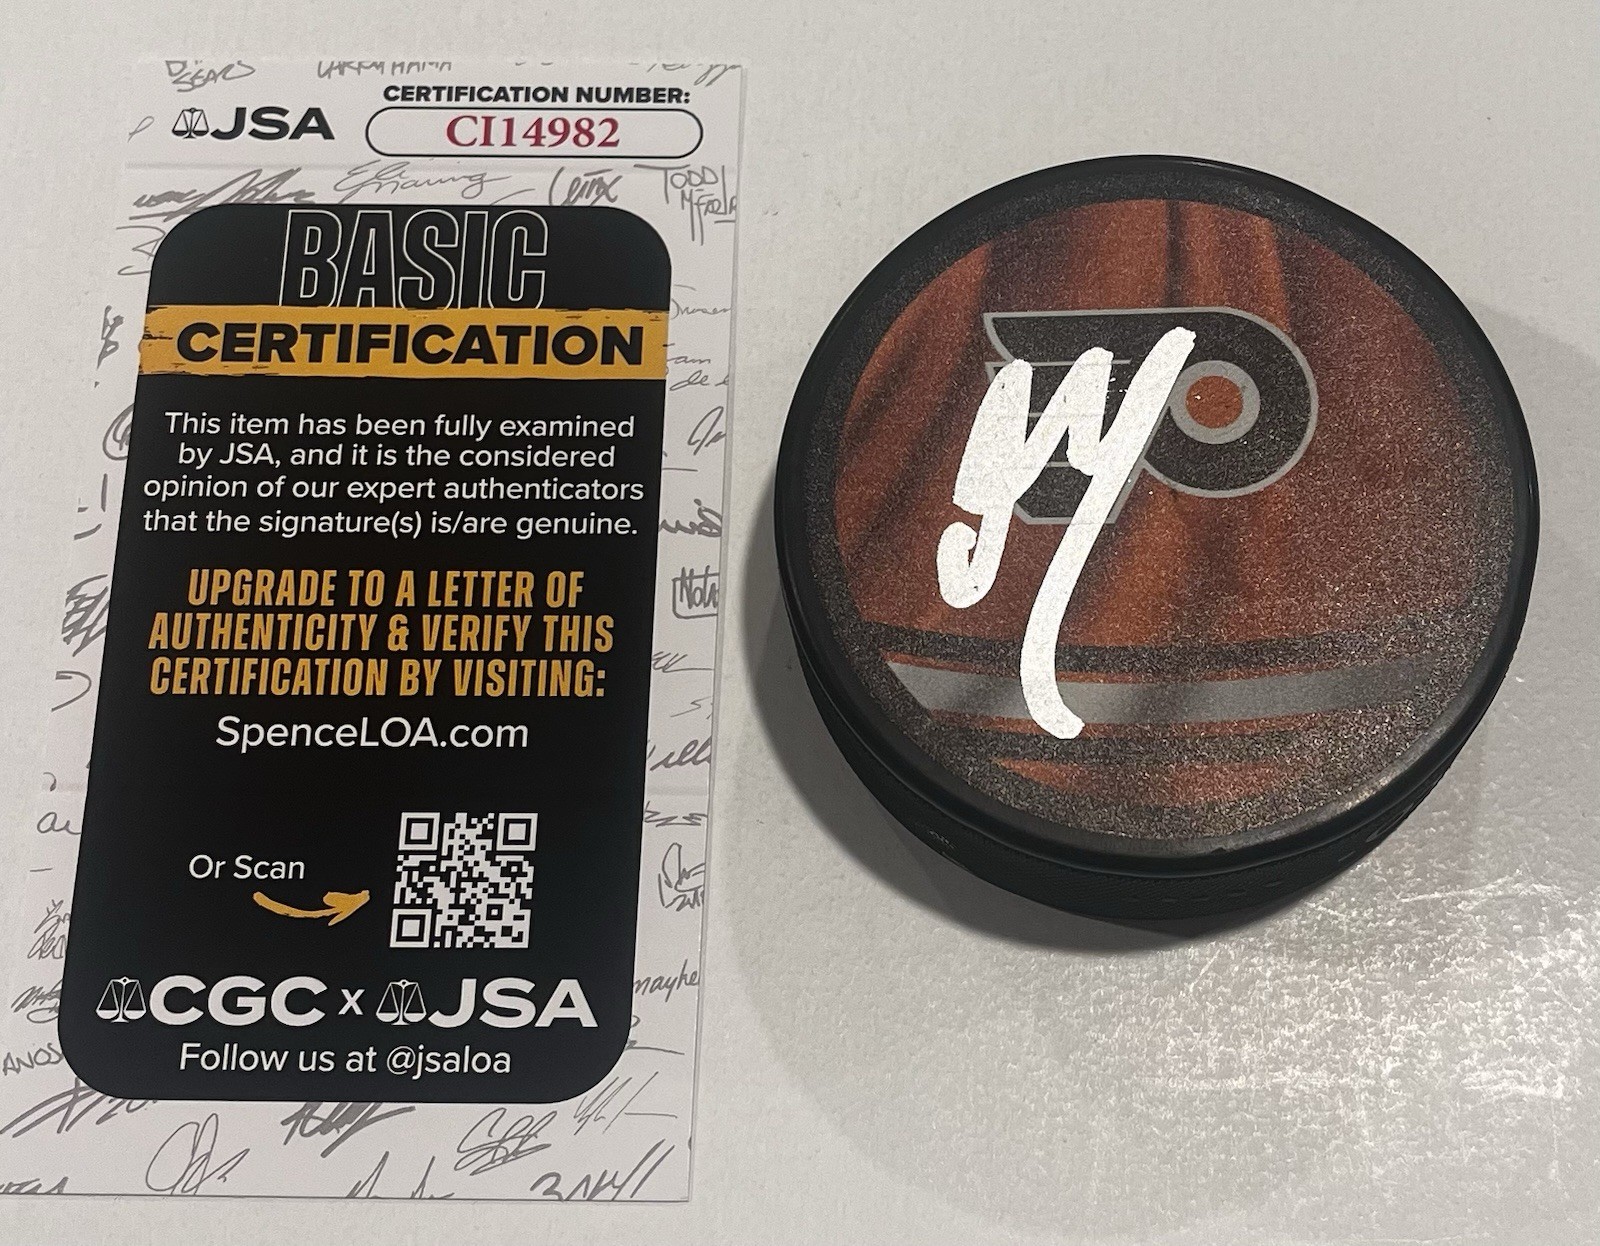 JSA
CERTIFICATION NUMBER:
CI14982
TODD
BASIC
CERTIFICATION
This item has been fully examined
by JSA, and it is the considered
opinion of our expert authenticators
that the signature(s) is/are genuine.
UPGRADE TO A LETTER OF
AUTHENTICITY & VERIFY THIS
CERTIFICATION BY VISITING:
SpenceLOA.com
Or Scan
CGC x JSA
Follow us at @jsaloa